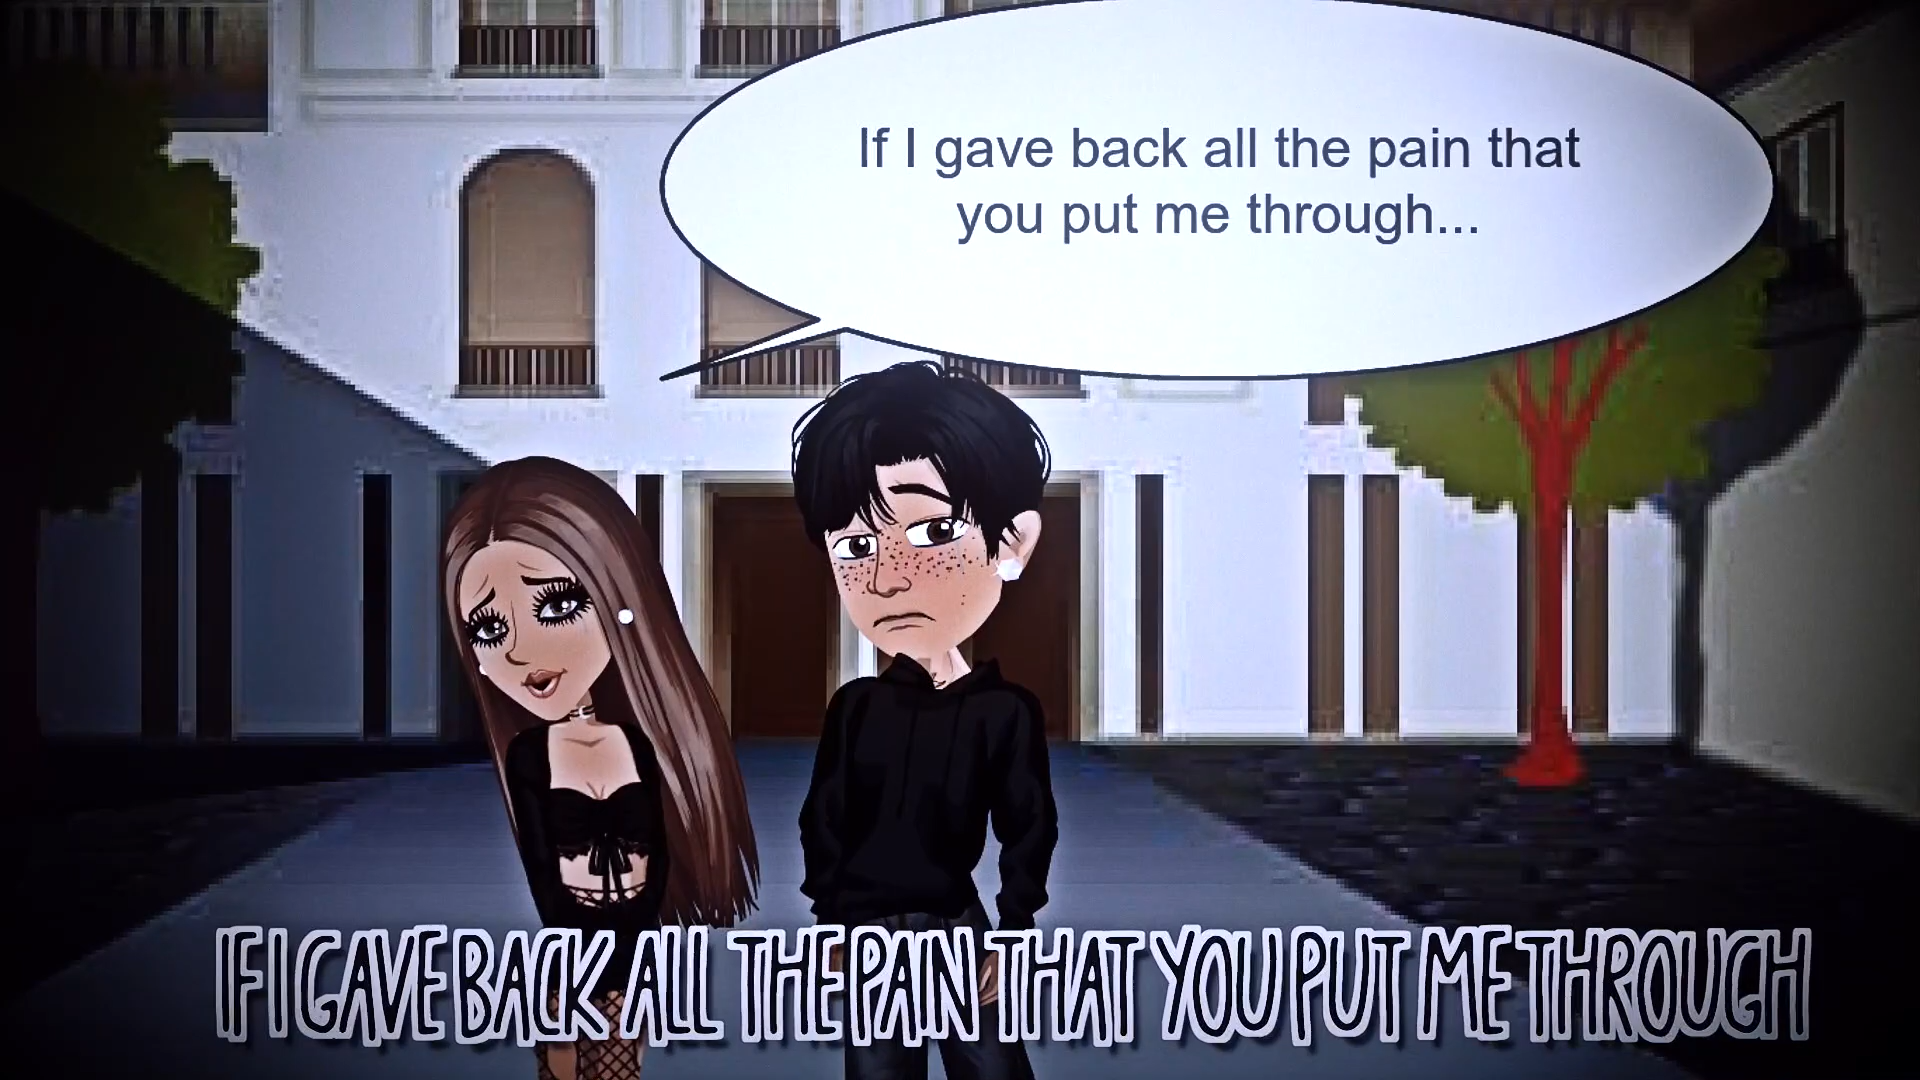 If I gave back all the pain that
you put me through...
IF I GAVE BACK ALL THE PAIN THAT YOU PUT ME THROUGH